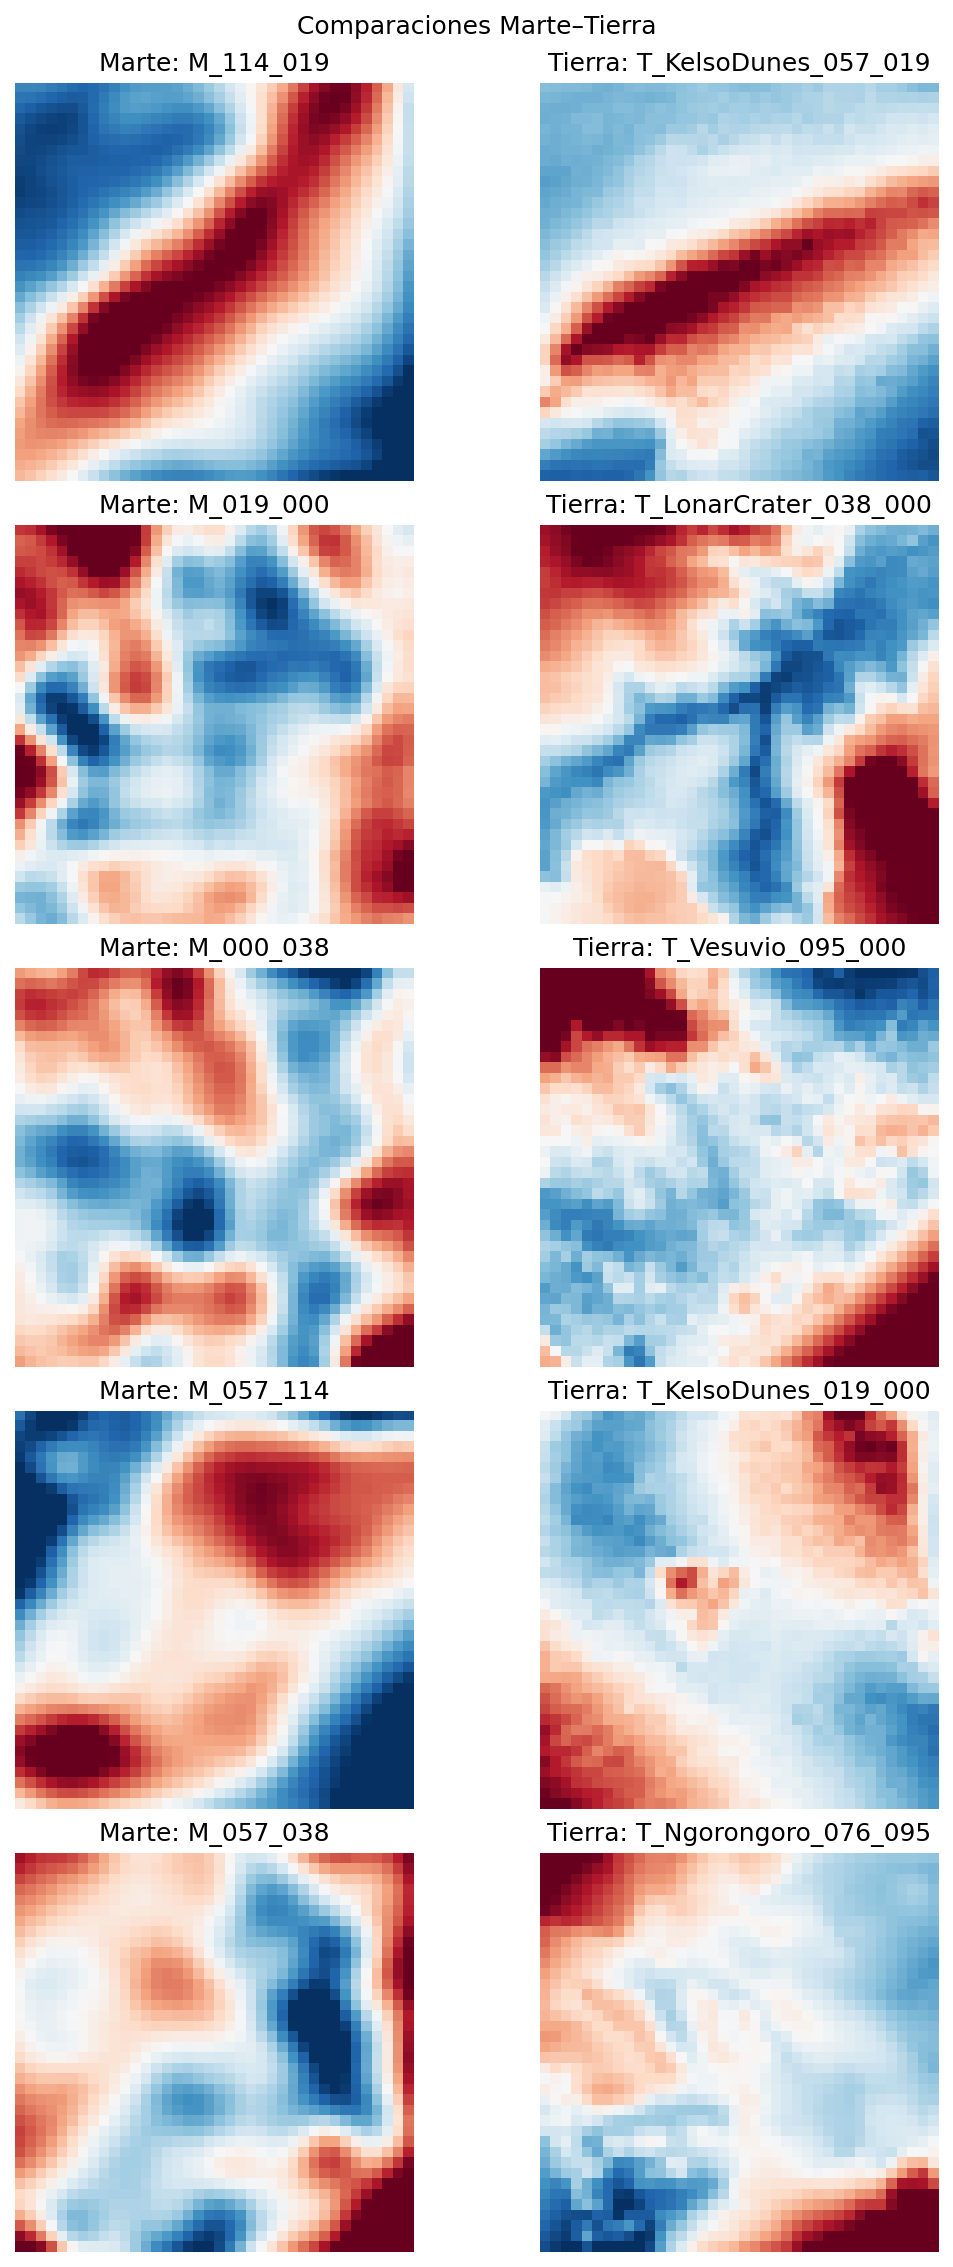 Comparaciones Marte–Tierra
Marte: M_114_019
Tierra: T_KelsoDunes_057_019
Marte: M_019_000
Tierra: T_LonarCrater_038_000
Marte: M_000_038
Tierra: T_Vesuvio_095_000
Marte: M_057_114
Tierra: T_KelsoDunes_019_000
Marte: M_057_038
Tierra: T_Ngorongoro_076_095